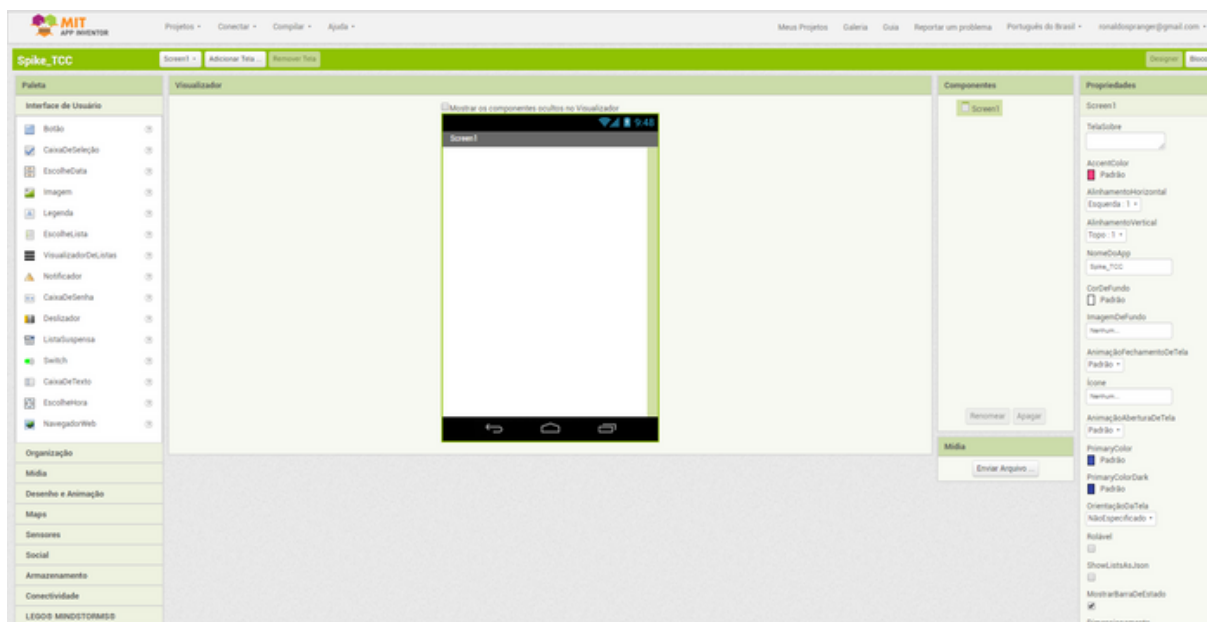 MIT
APP INVENTOR
Projetos
Conectar
Compilar
Ajuda
Meus Projetos
Galeria
Guia
Reportar um problema
Português do Brasil
ronaldospranger@gmail.com
Spike_TCC
Screen1
Adicionar Tela ...
Remover Tela
Designer
Paleta
Interface de Usuário
Botão
CaixaDeSeleção
EscolheData
Imagem
Legenda
EscolheLista
VisualizadorDeListas
Notificador
CaixaDeSenha
Deslizador
ListaSuspensa
Switch
CaixaDeTexto
EscolheHora
NavegadorWeb
Organização
Mídia
Desenho e Animação
Maps
Sensores
Social
Armazenamento
Conectividade
LEGO® MINDSTORMS®
Visualizador
Mostrar os componentes ocultos no Visualizador
9:48
Screen1
Componentes
Screen1
Renomear
Apagar
Mídia
Enviar Arquivo ...
Propriedades
Screen1
TelaSobre
AccentColor
Padrão
AlinhamentoHorizontal
Esquerda : 1
AlinhamentoVertical
Topo : 1
NomeDoApp
Spike_TCC
CorDeFundo
Padrão
ImagemDeFundo
Nenhum...
AnimaçãoFechamentoDeTela
Padrão
Ícone
Nenhum...
AnimaçãoAberturaDeTela
Padrão
PrimaryColor
Padrão
PrimaryColorDark
Padrão
OrientaçãoDaTela
NãoEspecificado
Rolável
ShowListsAsJson
MostrarBarraDeEstado